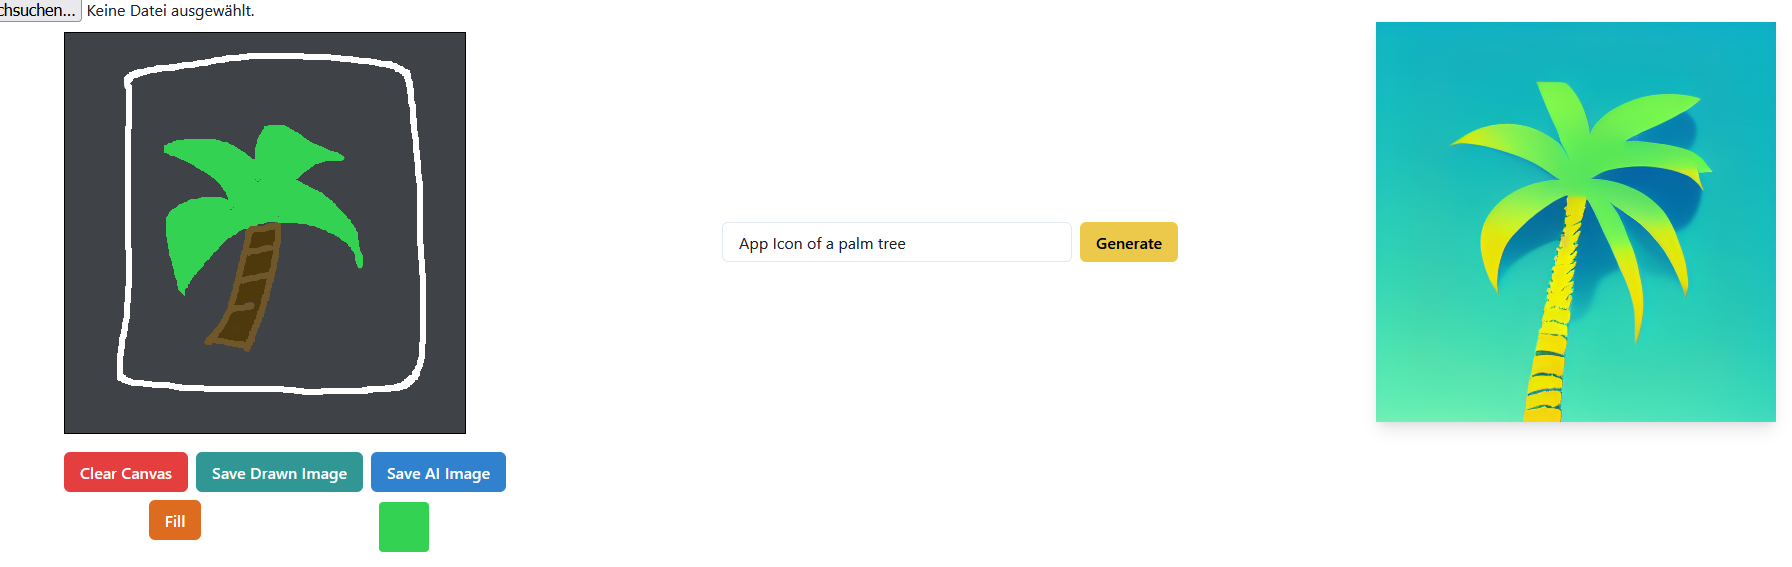 chsuchen... Keine Datei ausgewählt.
App Icon of a palm tree Generate
Clear Canvas Save Drawn Image Save AI Image
Fill